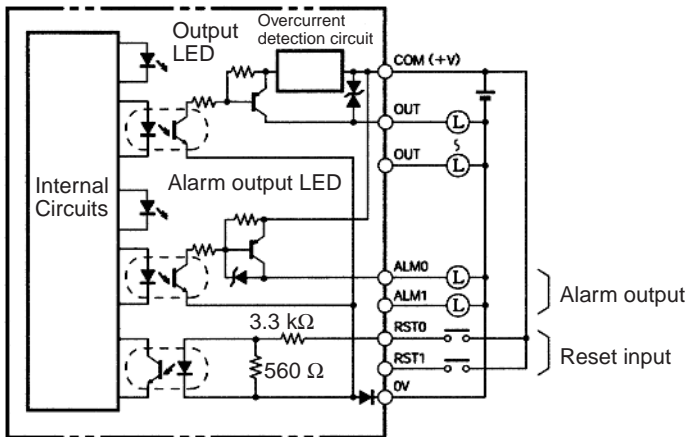 Output
LED
Overcurrent
detection circuit
COM (+V)
OUT
L
OUT
L
Internal
Circuits
Alarm output LED
ALM0
L
ALM1
L
Alarm output
3.3 kΩ
RST0
560 Ω
RST1
Reset input
0V